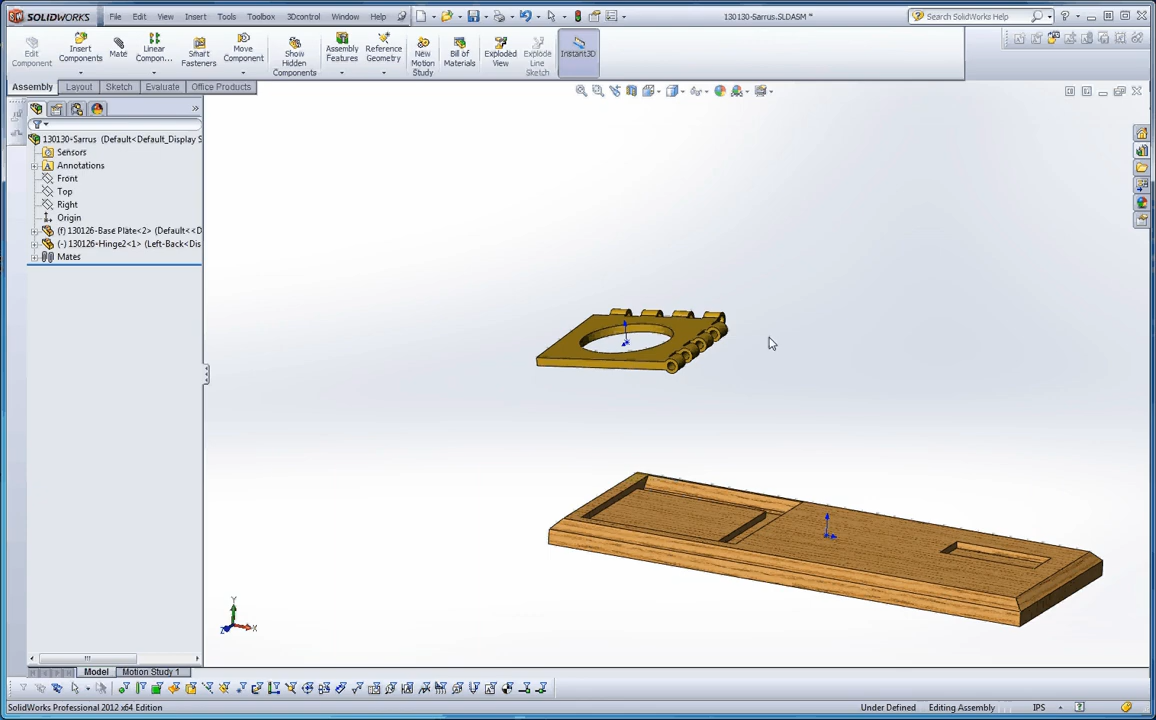 SOLIDWORKS File Edit View Insert Tools Toolbox 3Dcontrol Window Help 130130-Sarrus.SLDASM * Search SolidWorks Help
Edit Component
Insert Components
Mate
Linear Compon...
Smart Fasteners
Move Component
Show Hidden Components
Assembly Features
Reference Geometry
New Motion Study
Bill of Materials
Exploded View
Explode Line Sketch
Instant3D
Assembly Layout Sketch Evaluate Office Products
130130-Sarrus (Default<Default_Display S
Sensors
Annotations
Front
Top
Right
Origin
(f) 130126-Base Plate<2> (Default<<D
(-) 130126-Hinge2<1> (Left-Back<Dis
Mates
Y
Z X
Model Motion Study 1
SolidWorks Professional 2012 x64 Edition Under Defined Editing Assembly IPS